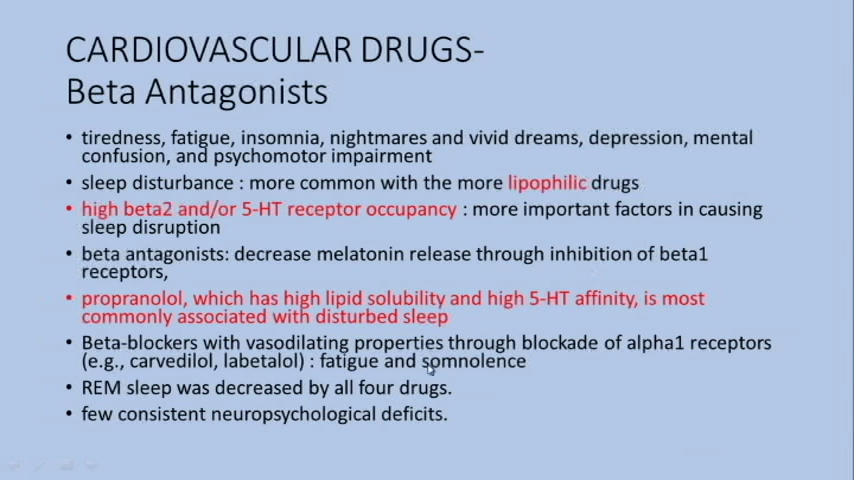 CARDIOVASCULAR DRUGS-
Beta Antagonists
• tiredness, fatigue, insomnia, nightmares and vivid dreams, depression, mental
confusion, and psychomotor impairment
• sleep disturbance : more common with the more lipophilic drugs
• high beta2 and/or 5-HT receptor occupancy : more important factors in causing
sleep disruption
• beta antagonists: decrease melatonin release through inhibition of beta1
receptors,
• propranolol, which has high lipid solubility and high 5-HT affinity, is most
commonly associated with disturbed sleep
• Beta-blockers with vasodilating properties through blockade of alpha1 receptors
(e.g., carvedilol, labetalol) : fatigue and somnolence
• REM sleep was decreased by all four drugs.
• few consistent neuropsychological deficits.